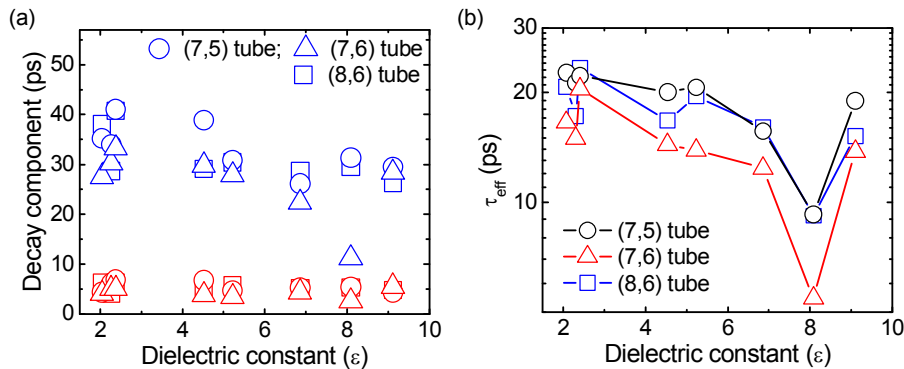 (a)
(7,5) tube; (7,6) tube
(8,6) tube
Decay component (ps)
50
40
30
20
10
0
2 4 6 8 10
Dielectric constant (ε)
(b)
τeff (ps)
20
10
(7,5) tube
(7,6) tube
(8,6) tube
2 4 6 8 10
Dielectric constant (ε)